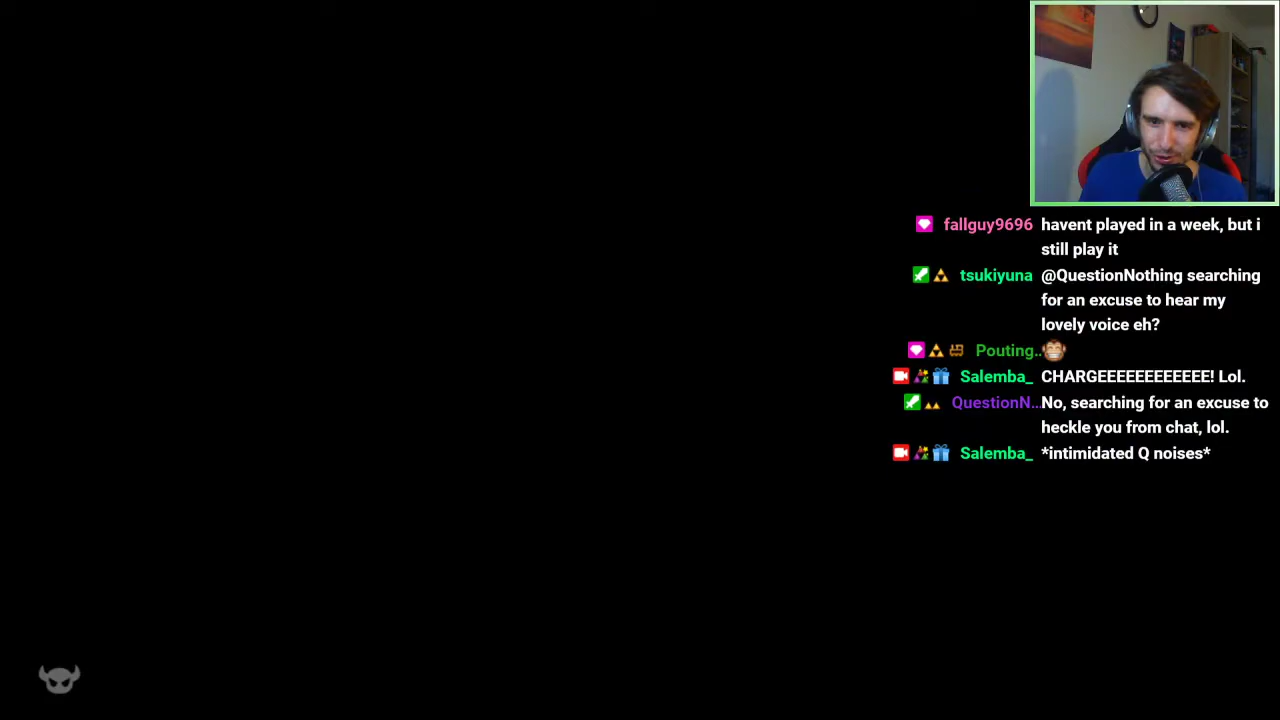 fallguy9696 havent played in a week, but i
still play it
tsukiyuna @QuestionNothing searching
for an excuse to hear my
lovely voice eh?
Pouting..
Salemba_ CHARGEEEEEEEEEEEE! Lol.
QuestionN... No, searching for an excuse to
heckle you from chat, lol.
Salemba_ *intimidated Q noises*